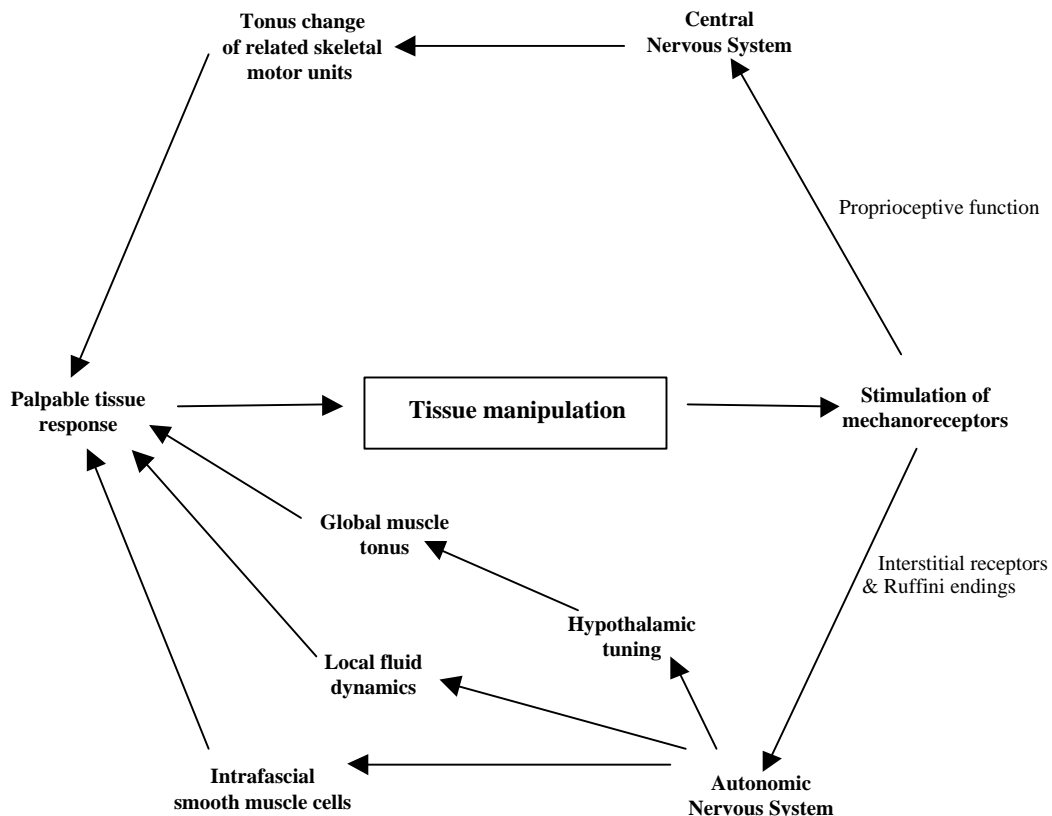 Tonus change
of related skeletal
motor units
Central
Nervous System
Proprioceptive function
Palpable tissue
response
Tissue manipulation
Stimulation of
mechanoreceptors
Global muscle
tonus
Interstitial receptors
& Ruffini endings
Hypothalamic
tuning
Local fluid
dynamics
Intrafascial
smooth muscle cells
Autonomic
Nervous System